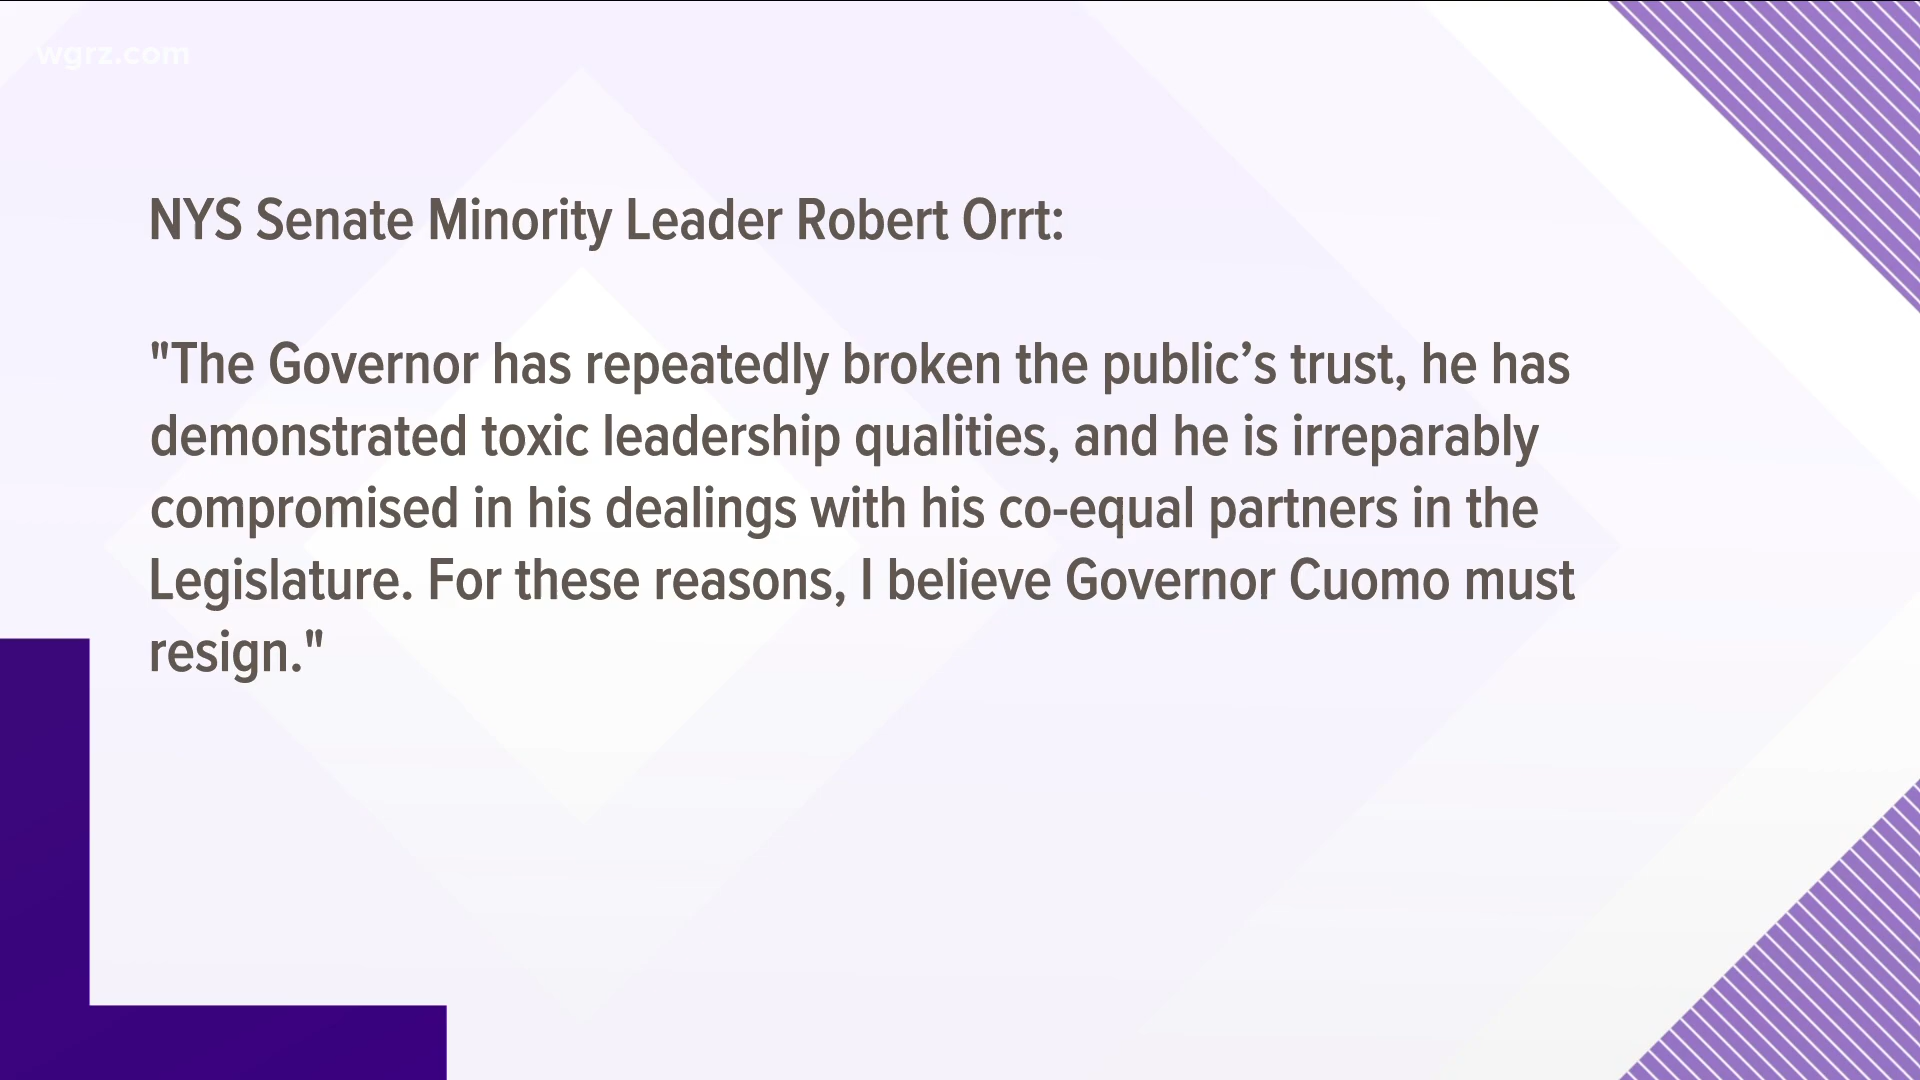 wgrz.com
NYS Senate Minority Leader Robert Orrt:
"The Governor has repeatedly broken the public’s trust, he has
demonstrated toxic leadership qualities, and he is irreparably
compromised in his dealings with his co-equal partners in the
Legislature. For these reasons, I believe Governor Cuomo must
resign."